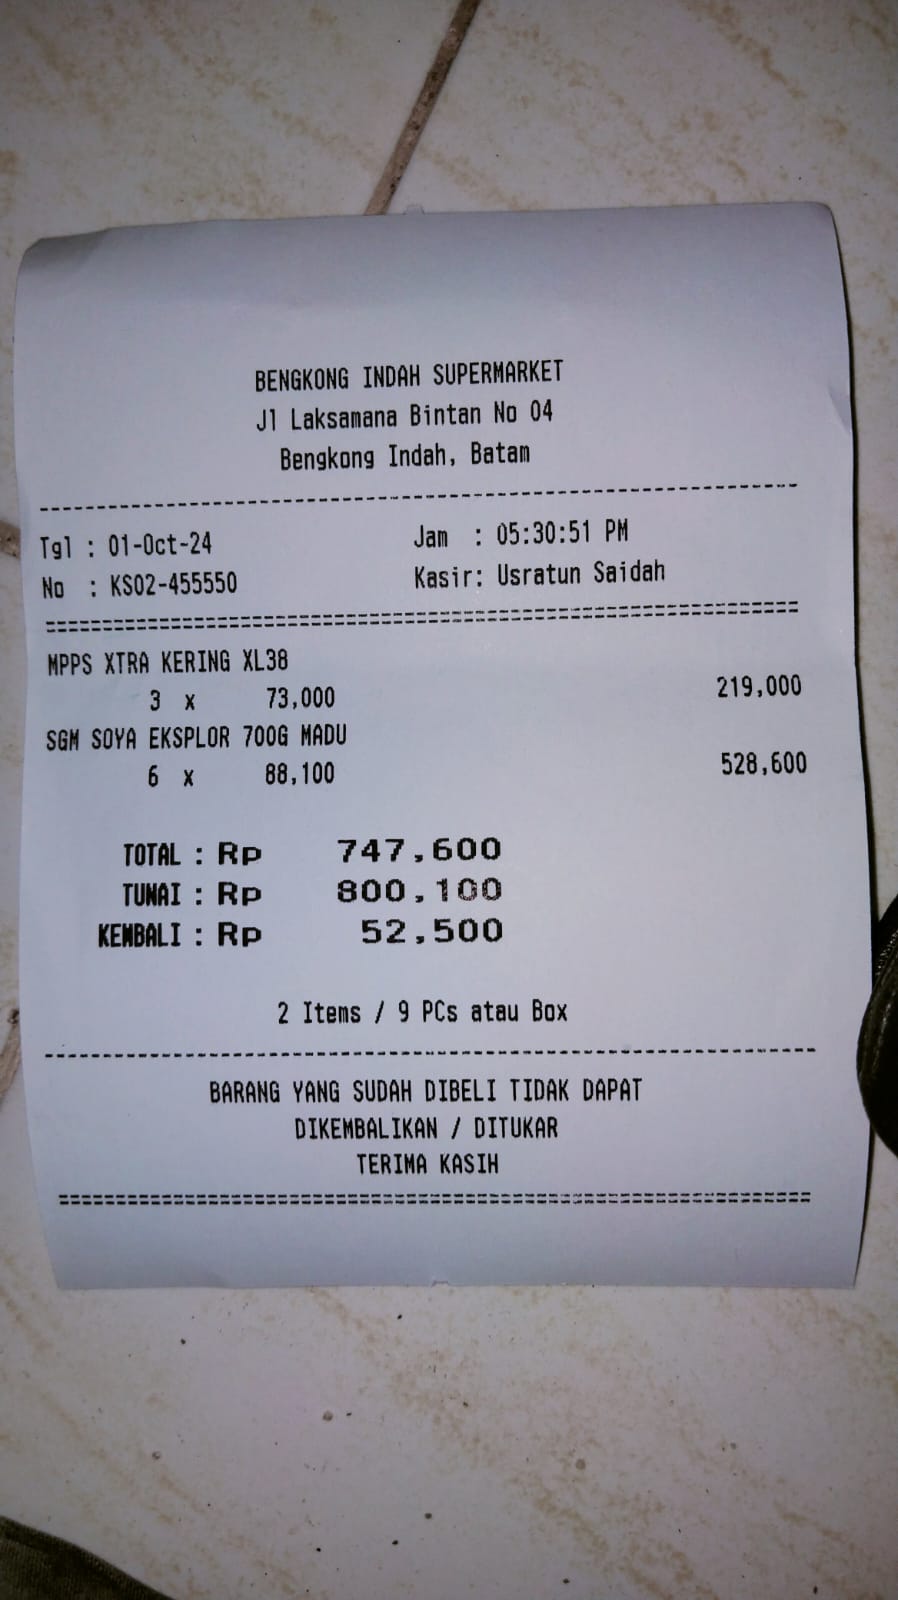 BENGKONG INDAH SUPERMARKET
Jl Laksamana Bintan No 04
Bengkong Indah, Batam
Tgl : 01-Oct-24 Jam : 05:30:51 PM
No : KS02-455550 Kasir: Usratun Saidah
MPPS XTRA KERING XL38
3 x 73,000 219,000
SGM SOYA EKSPLOR 700G MADU
6 x 88,100 528,600
TOTAL : Rp 747,600
TUNAI : Rp 800,100
KEMBALI : Rp 52,500
2 Items / 9 PCs atau Box
BARANG YANG SUDAH DIBELI TIDAK DAPAT
DIKEMBALIKAN / DITUKAR
TERIMA KASIH